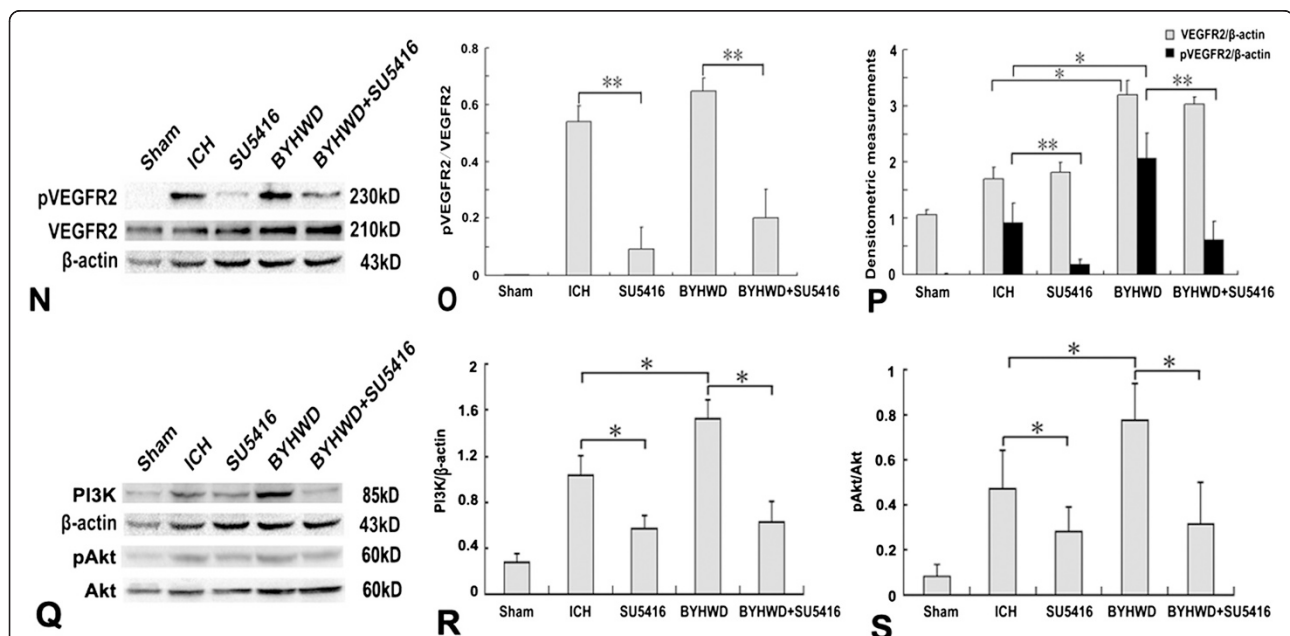 Sham ICH SU5416 BYHWD BYHWD+SU5416
pVEGFR2 230kD
VEGFR2 210kD
β-actin 43kD
N
pVEGFR2/VEGFR2
0.8
0.6
0.4
0.2
0
** **
Sham ICH SU5416 BYHWD BYHWD+SU5416
O
VEGFR2/β-actin
pVEGFR2/β-actin
Densitometric measurements
4
3
2
1
0
*
* **
**
Sham ICH SU5416 BYHWD BYHWD+SU5416
P
Sham ICH SU5416 BYHWD BYHWD+SU5416
PI3K 85kD
β-actin 43kD
pAkt 60kD
Akt 60kD
Q
PI3K/β-actin
2
1.6
1.2
0.8
0.4
0
*
*
*
Sham ICH SU5416 BYHWD BYHWD+SU5416
R
pAkt/Akt
1
0.8
0.6
0.4
0.2
0
*
*
*
Sham ICH SU5416 BYHWD BYHWD+SU5416
S